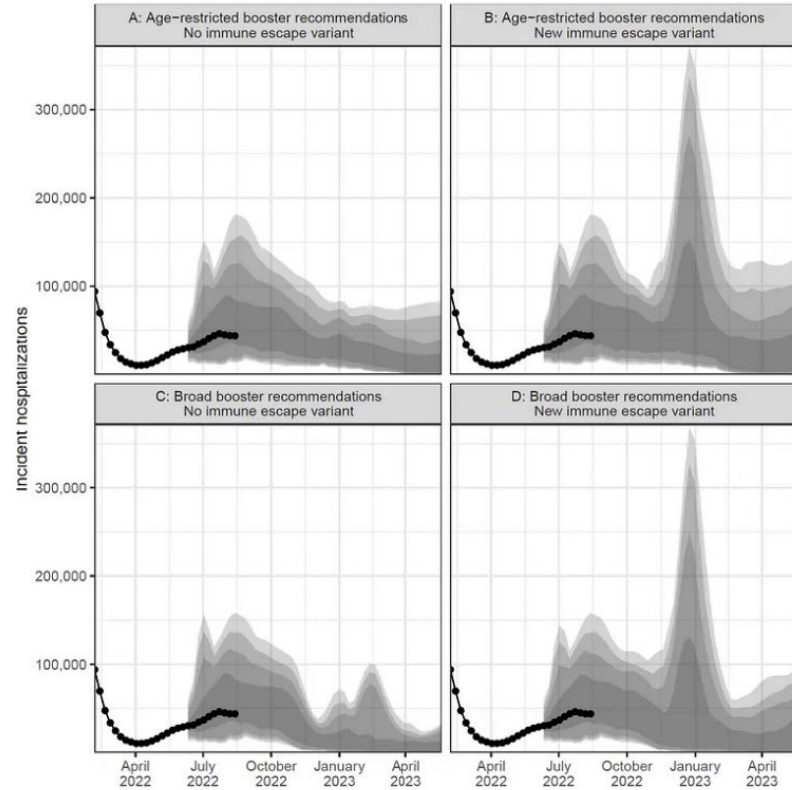 A: Age−restricted booster recommendations
No immune escape variant
B: Age−restricted booster recommendations
New immune escape variant
300,000
200,000
100,000
C: Broad booster recommendations
No immune escape variant
D: Broad booster recommendations
New immune escape variant
Incident hospitalizations
300,000
200,000
100,000
April
2022
July
2022
October
2022
January
2023
April
2023
April
2022
July
2022
October
2022
January
2023
April
2023